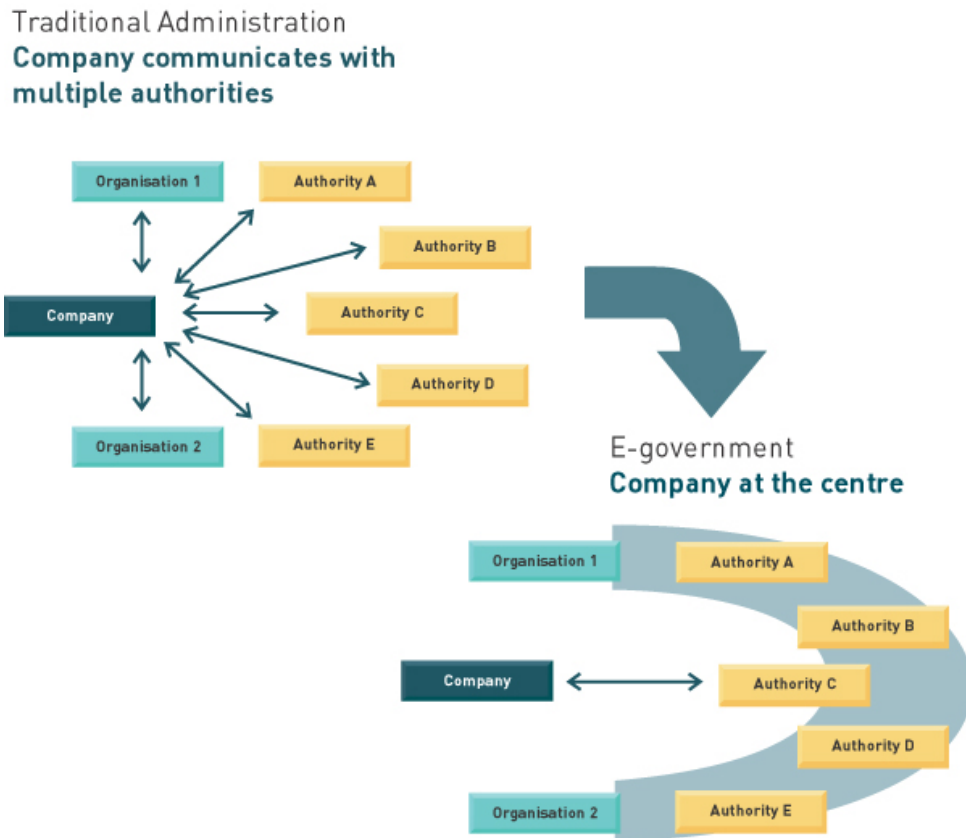 Traditional Administration
Company communicates with
multiple authorities
Organisation 1
Authority A
Authority B
Company
Authority C
Authority D
Organisation 2
Authority E
E-government
Company at the centre
Organisation 1
Authority A
Authority B
Company
Authority C
Authority D
Organisation 2
Authority E